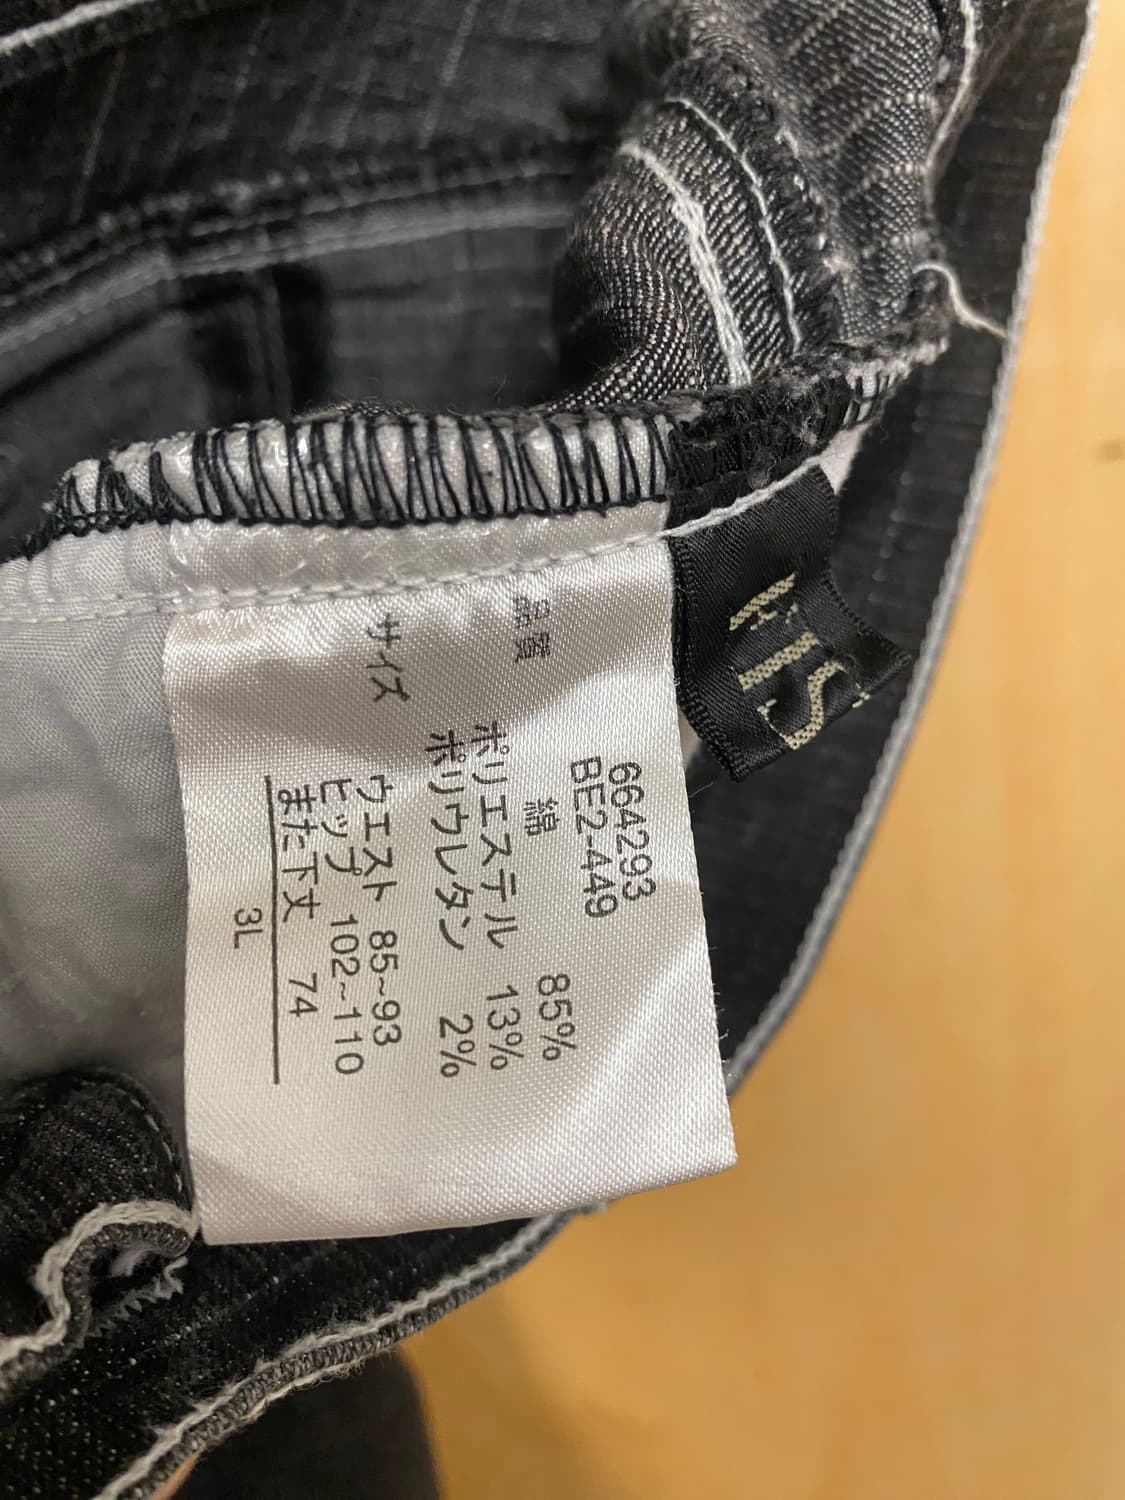 664293
BE2-449
品質
綿 85%
ポリエステル 13%
ポリウレタン 2%
サイズ
ウエスト 85~93
ヒップ 102~110
また下丈 74
3L